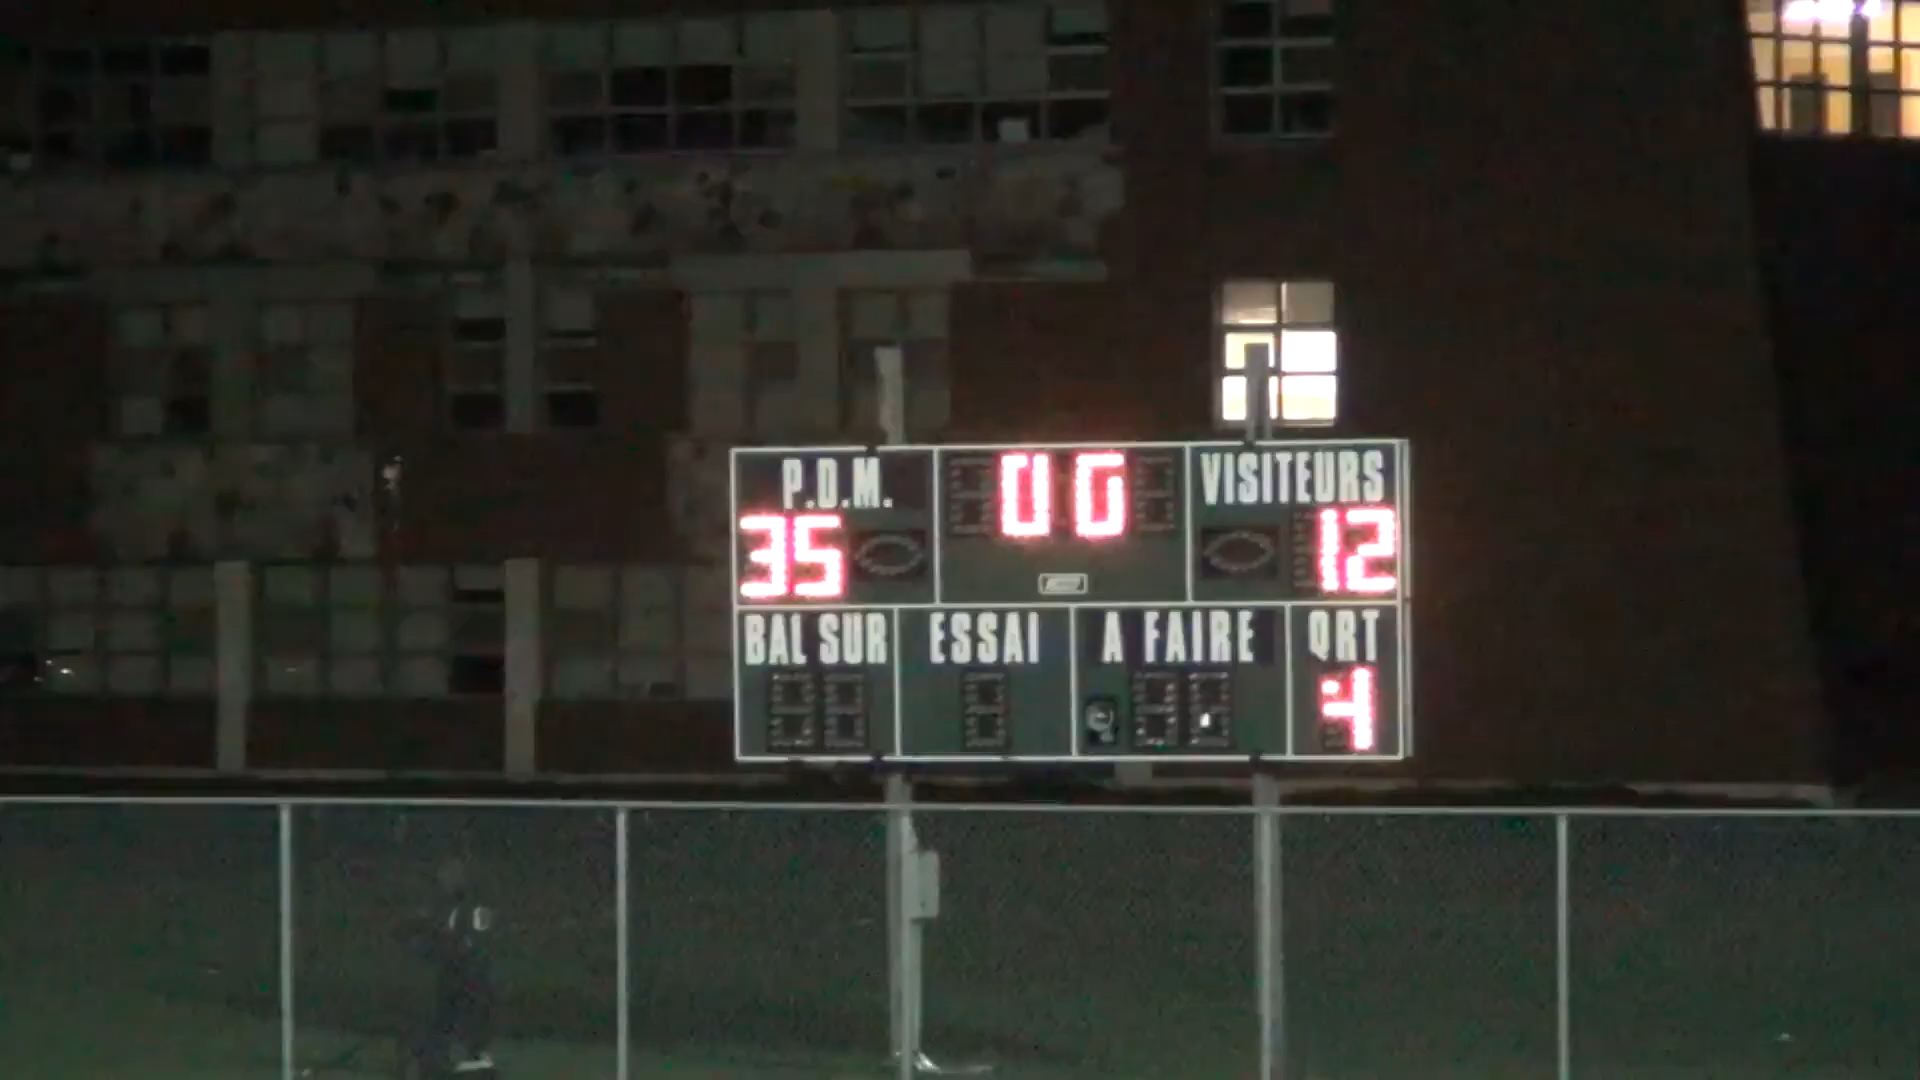 P.D.M.
0 0
VISITEURS
35
12
BAL SUR
ESSAI
A FAIRE
QRT
4